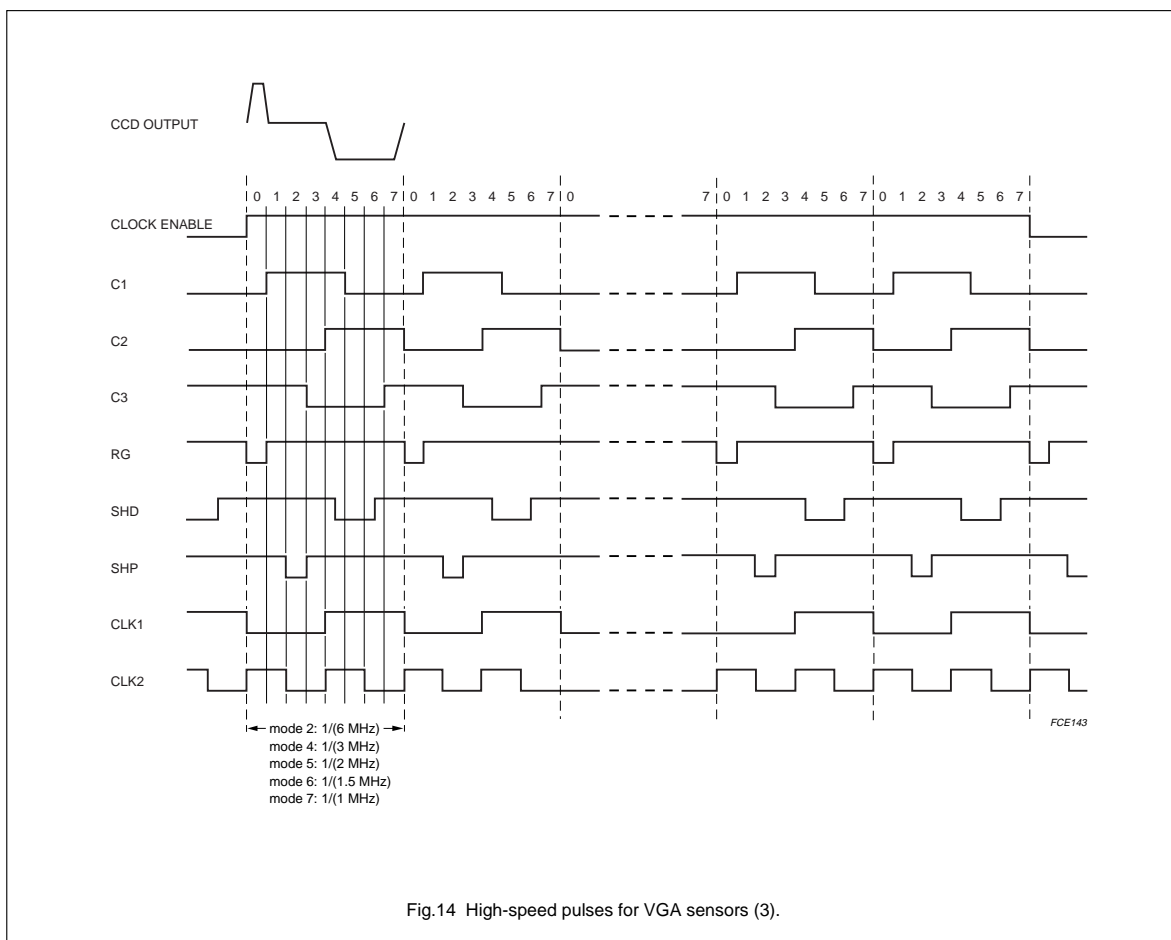 CCD OUTPUT
0 1 2 3 4 5 6 7 0 1 2 3 4 5 6 7 0 7 0 1 2 3 4 5 6 7 0 1 2 3 4 5 6 7
CLOCK ENABLE
C1
C2
C3
RG
SHD
SHP
CLK1
CLK2
mode 2: 1/(6 MHz)
mode 4: 1/(3 MHz)
mode 5: 1/(2 MHz)
mode 6: 1/(1.5 MHz)
mode 7: 1/(1 MHz)
FCE143
Fig.14 High-speed pulses for VGA sensors (3).